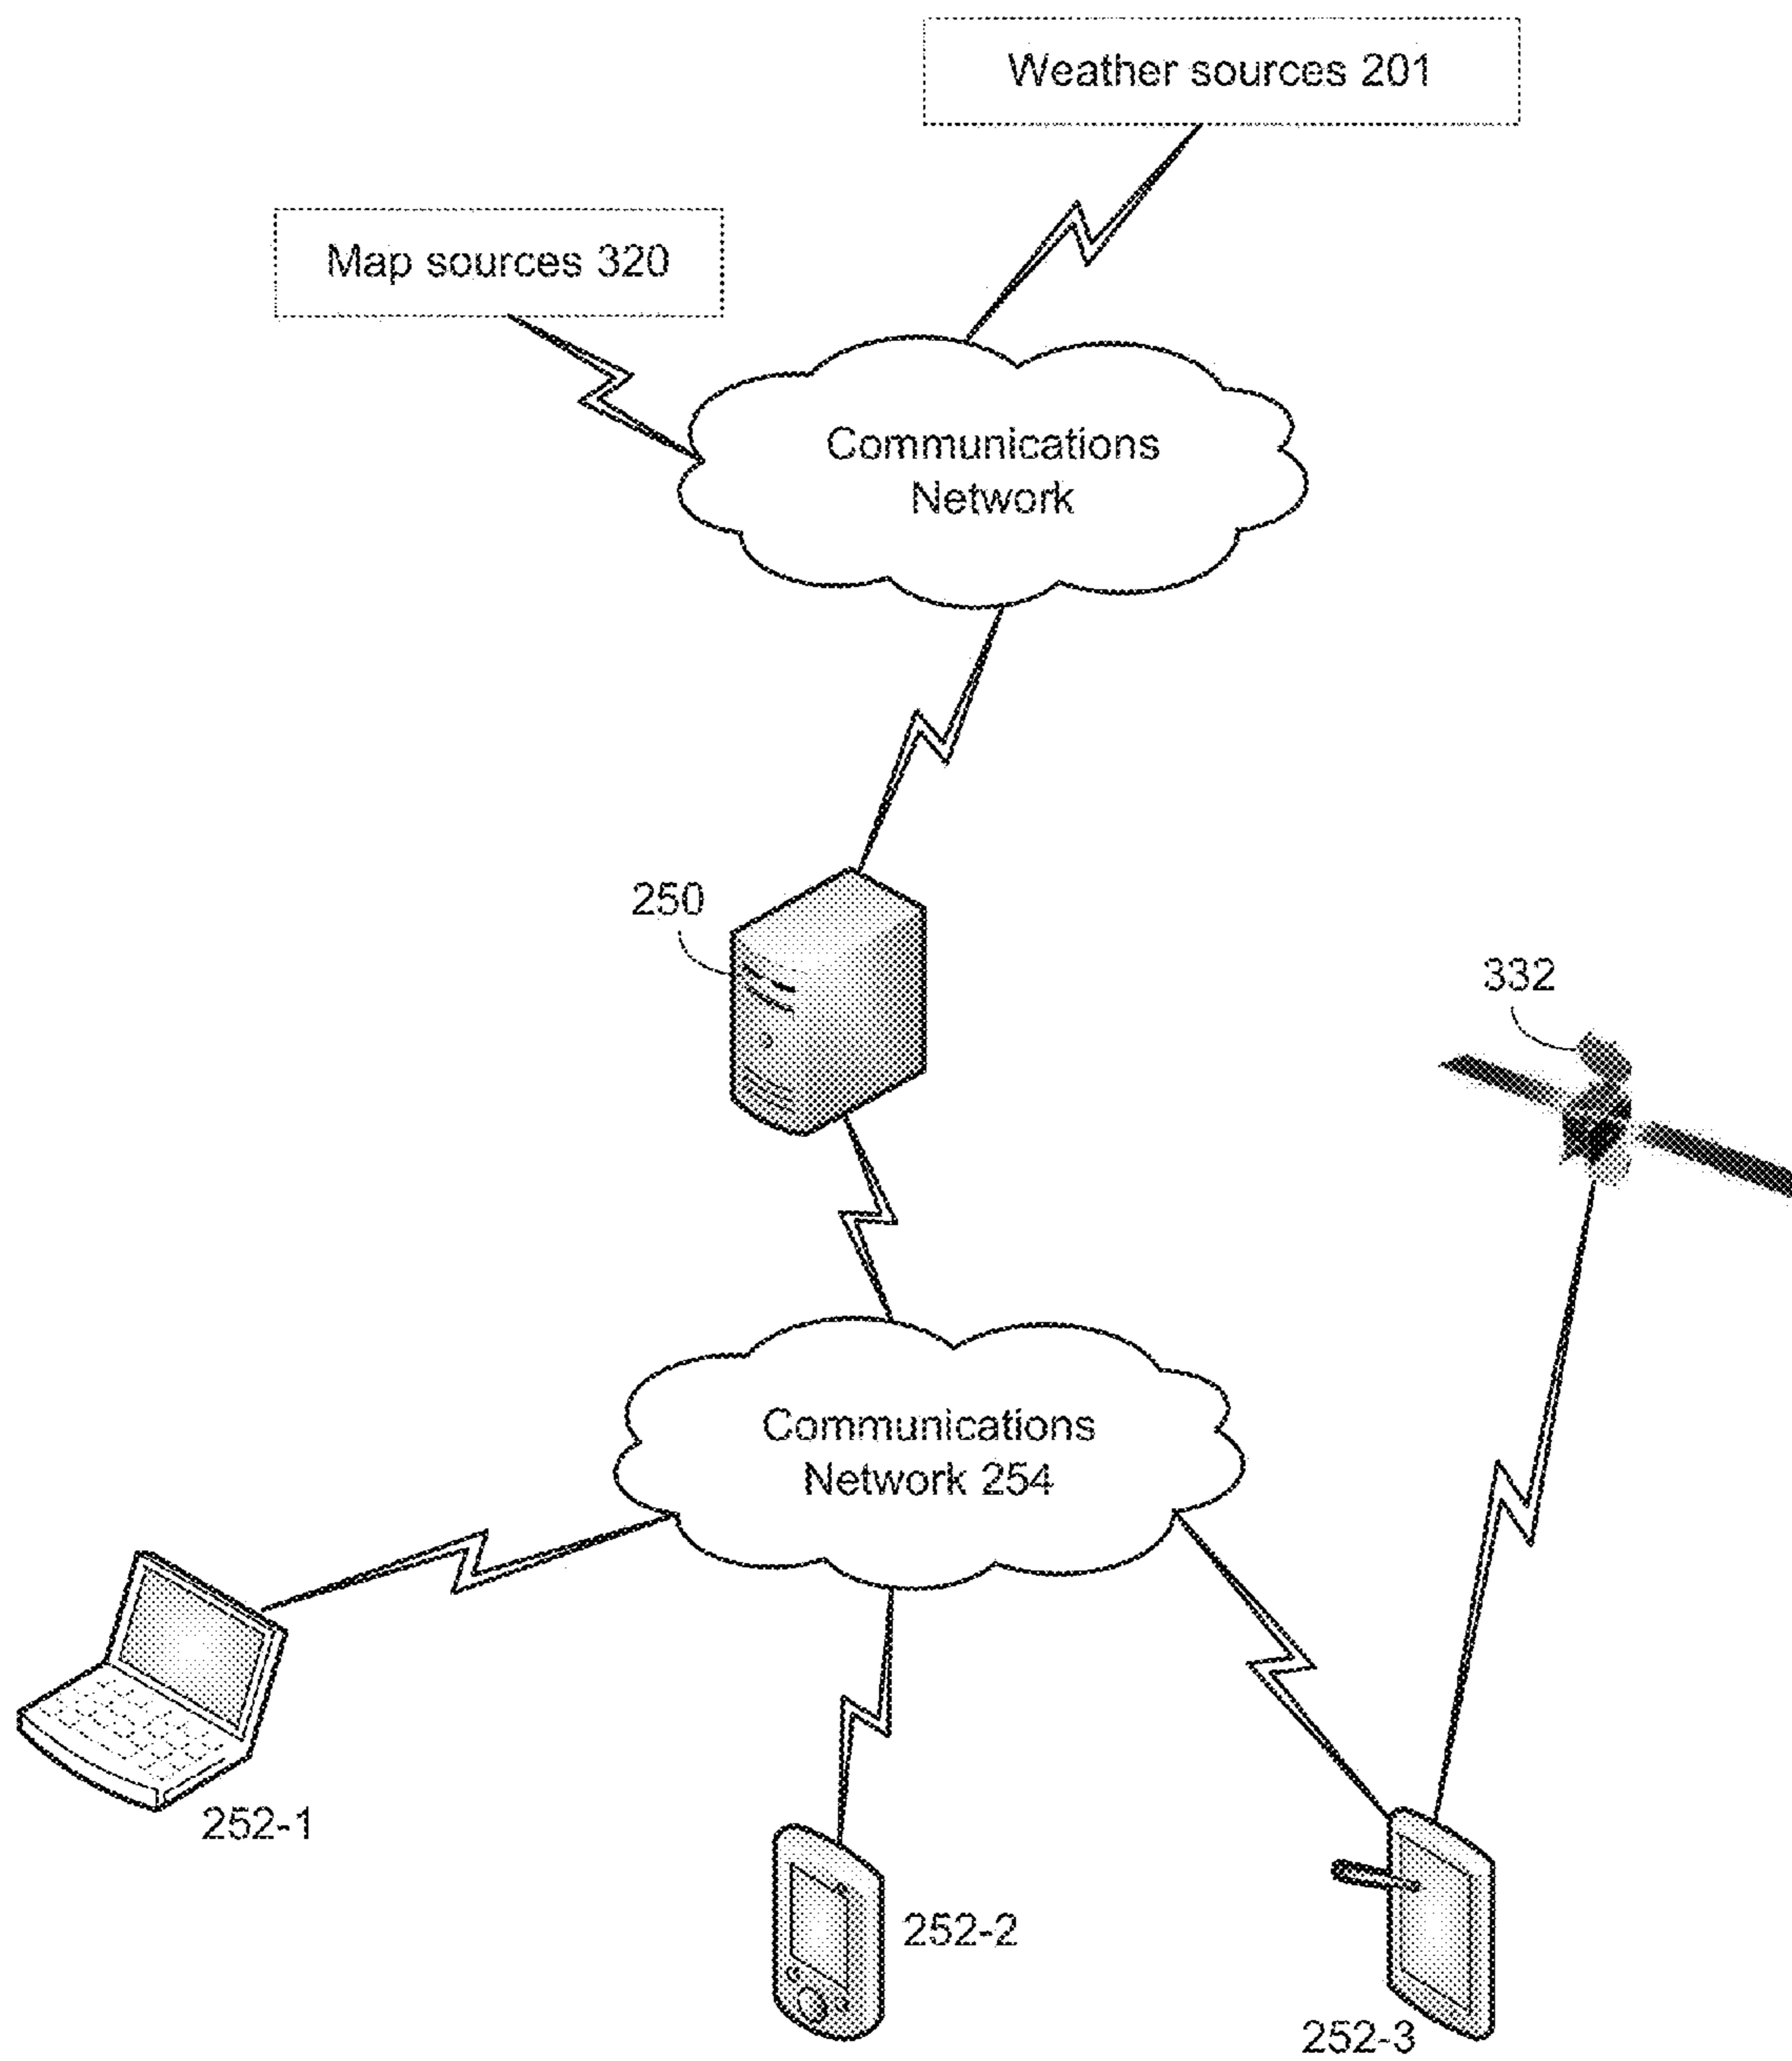 Weather sources 201
Map sources 320
Communications
Network
250
332
Communications
Network 254
252-1
252-2
252-3